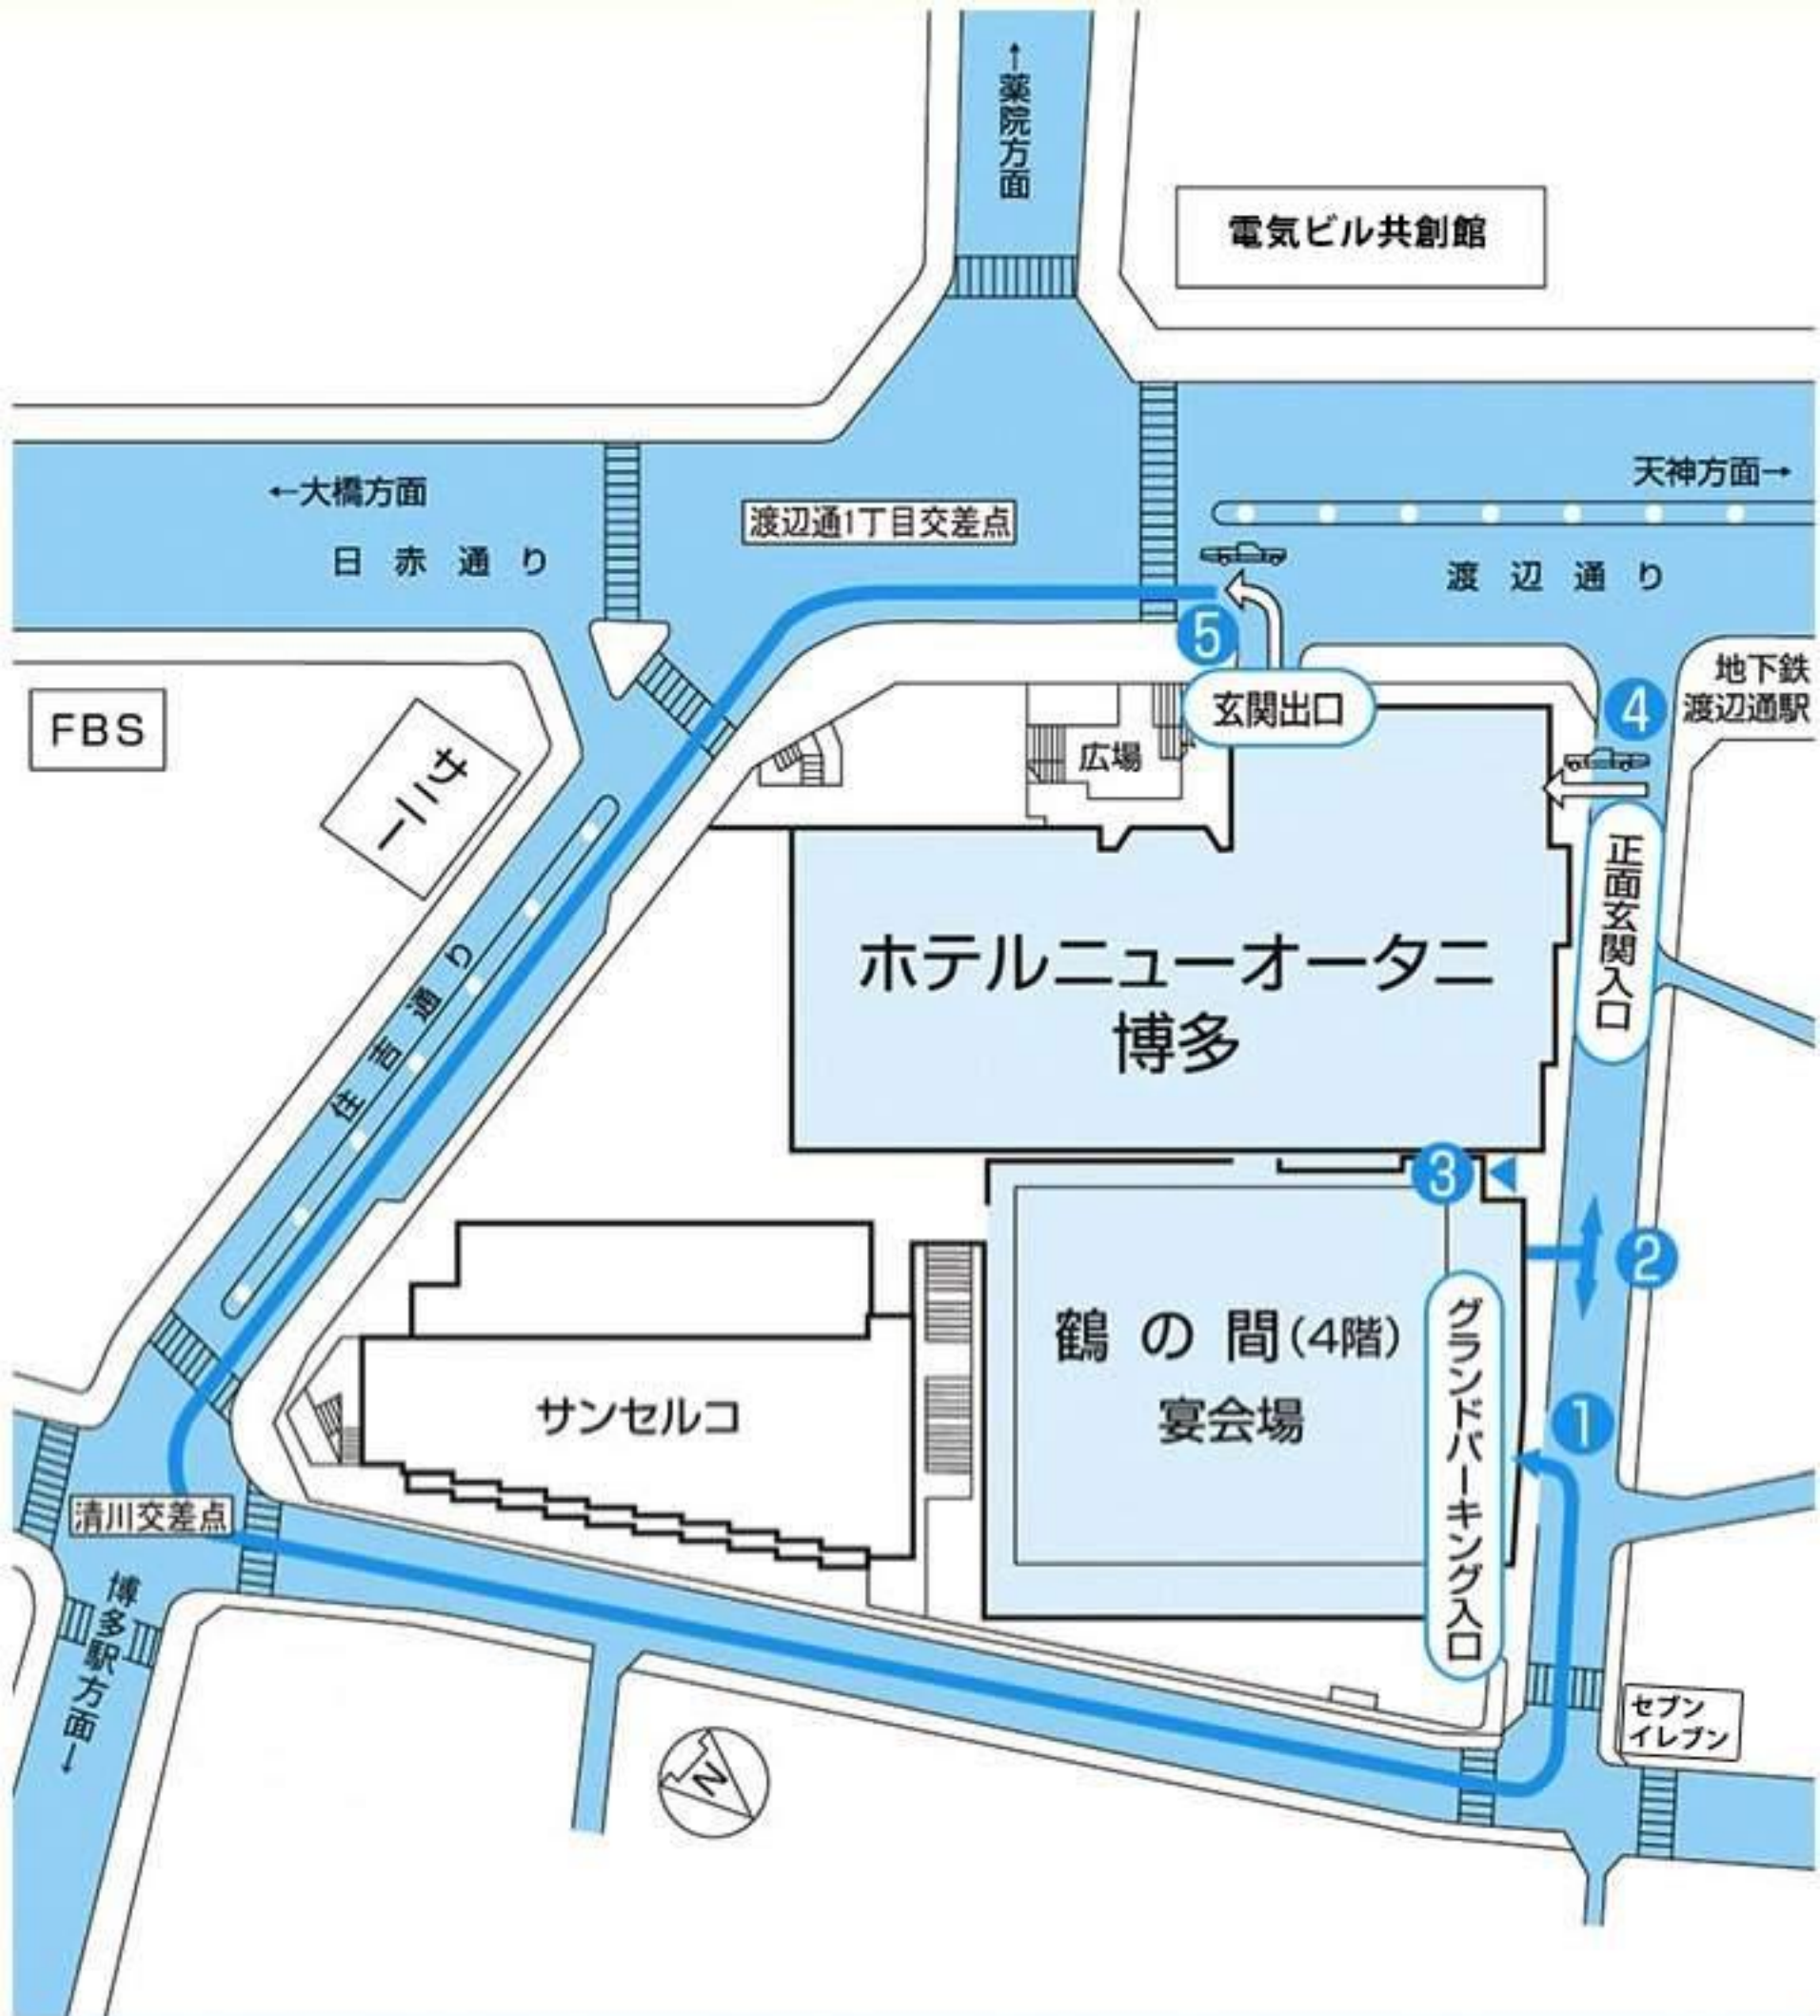 ↑薬院方面
電気ビル共創館
←大橋方面
天神方面→
渡辺通1丁目交差点
日赤通り
渡辺通り
5
地下鉄
渡辺通駅
4
FBS
玄関出口
サニー
広場
正面玄関入口
ホテルニューオータニ
博多
住吉通り
3
2
鶴の間(4階)
宴会場
グランドパーキング入口
サンセルコ
1
清川交差点
博多駅方面→
セブン
イレブン
N